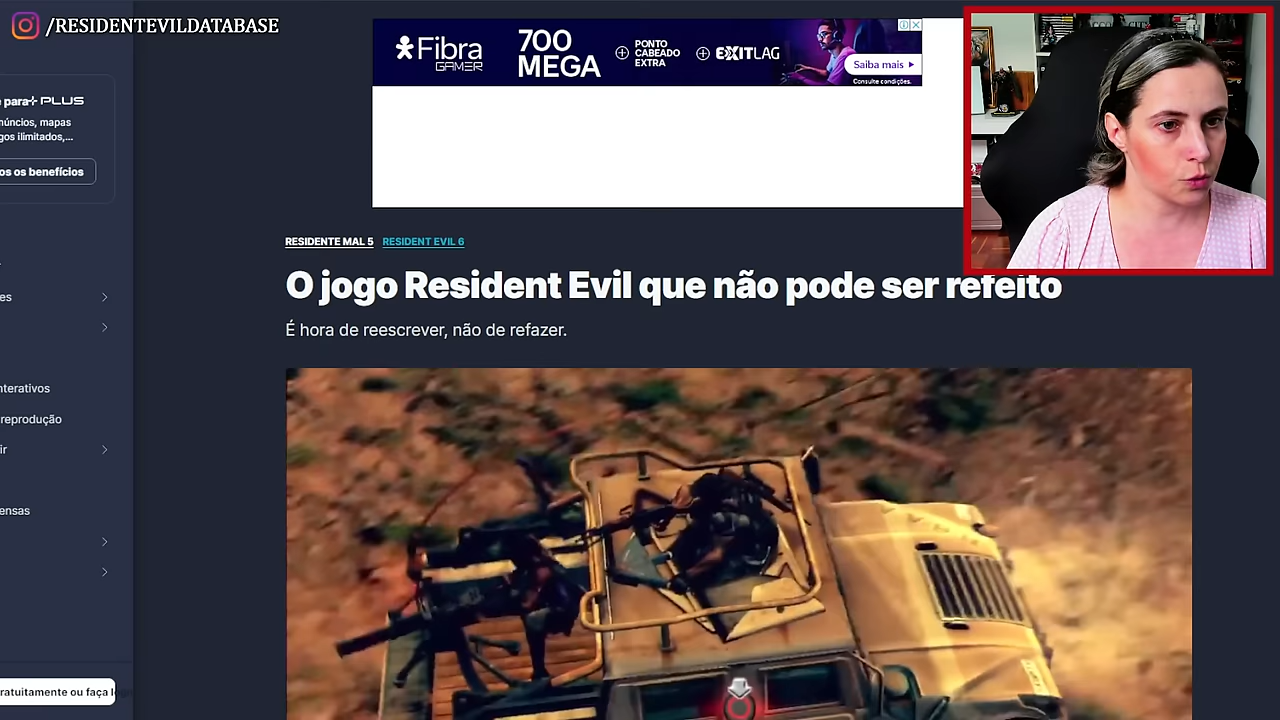 /RESIDENTEVILDATABASE
Fibra
GAMER
700
MEGA
PONTO
CABEADO
EXTRA
EXITLAG
Saiba mais
Consulte condições.
para+ PLUS
núncios, mapas
gos ilimitados,...
os os benefícios
RESIDENTE MAL 5 RESIDENT EVIL 6
O jogo Resident Evil que não pode ser refeito
É hora de reescrever, não de refazer.
es
nterativos
reprodução
ir
ensas
ratuitamente ou faça l